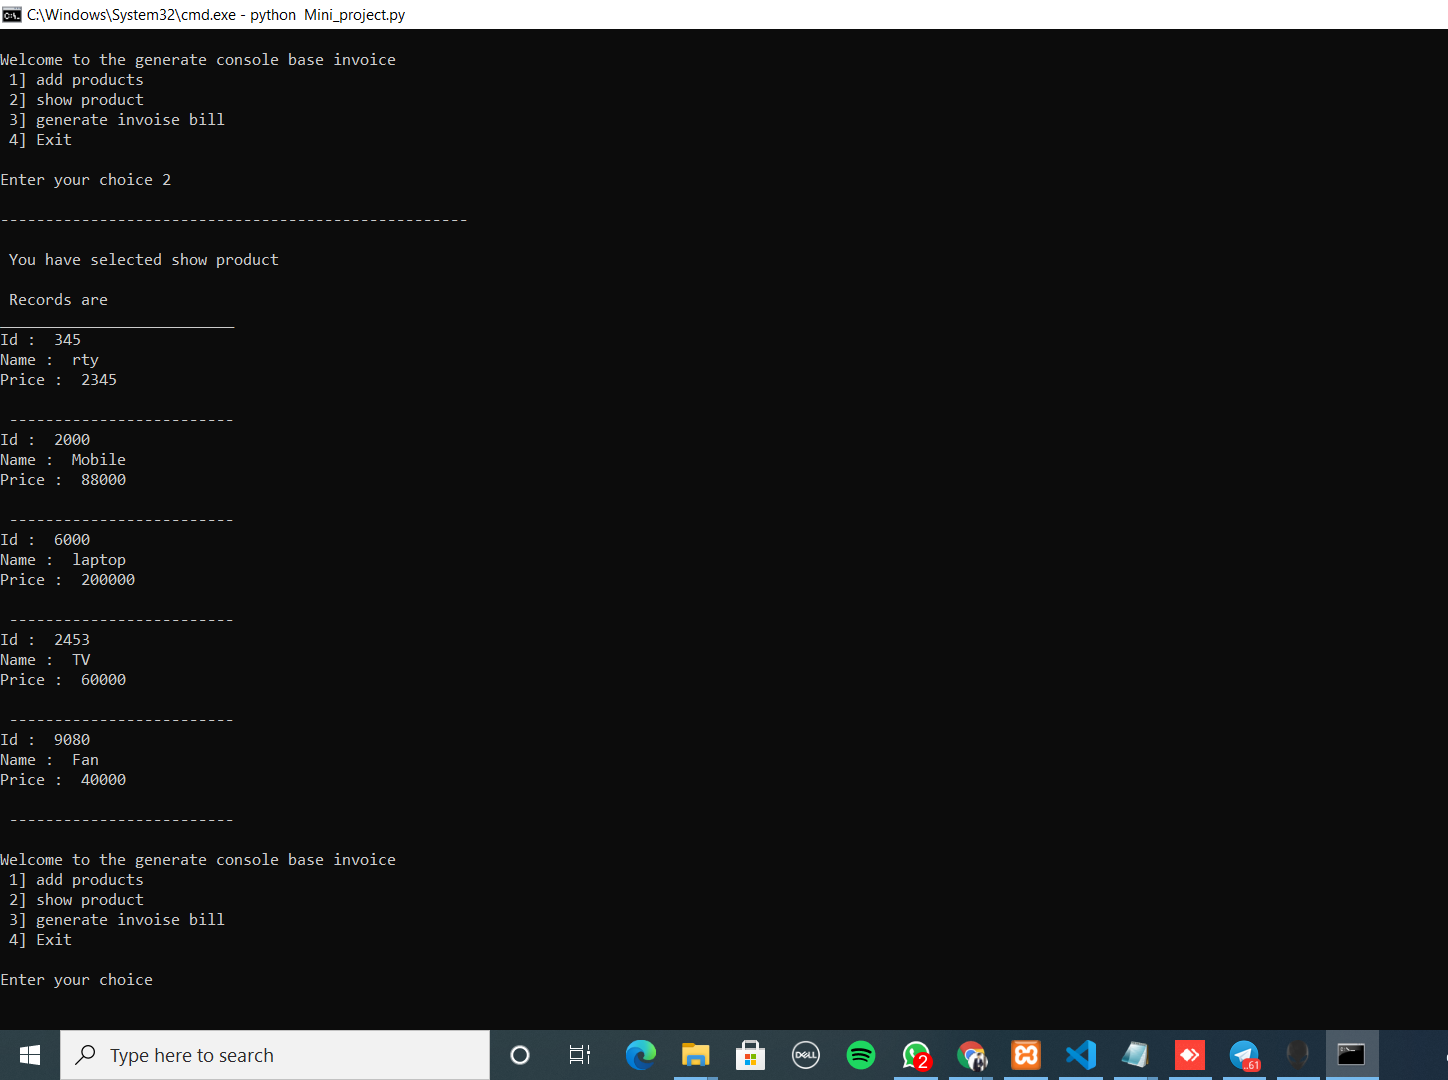 C:\Windows\System32\cmd.exe - python  Mini_project.py
Welcome to the generate console base invoice
1] add products
2] show product
3] generate invoise bill
4] Exit
Enter your choice 2
----------------------------------------------------
You have selected show product
Records are
__________________________
Id :  345
Name :  rty
Price :  2345
-------------------------
Id :  2000
Name :  Mobile
Price :  88000
-------------------------
Id :  6000
Name :  laptop
Price :  200000
-------------------------
Id :  2453
Name :  TV
Price :  60000
-------------------------
Id :  9080
Name :  Fan
Price :  40000
-------------------------
Welcome to the generate console base invoice
1] add products
2] show product
3] generate invoise bill
4] Exit
Enter your choice
Type here to search
DELL
2
..61